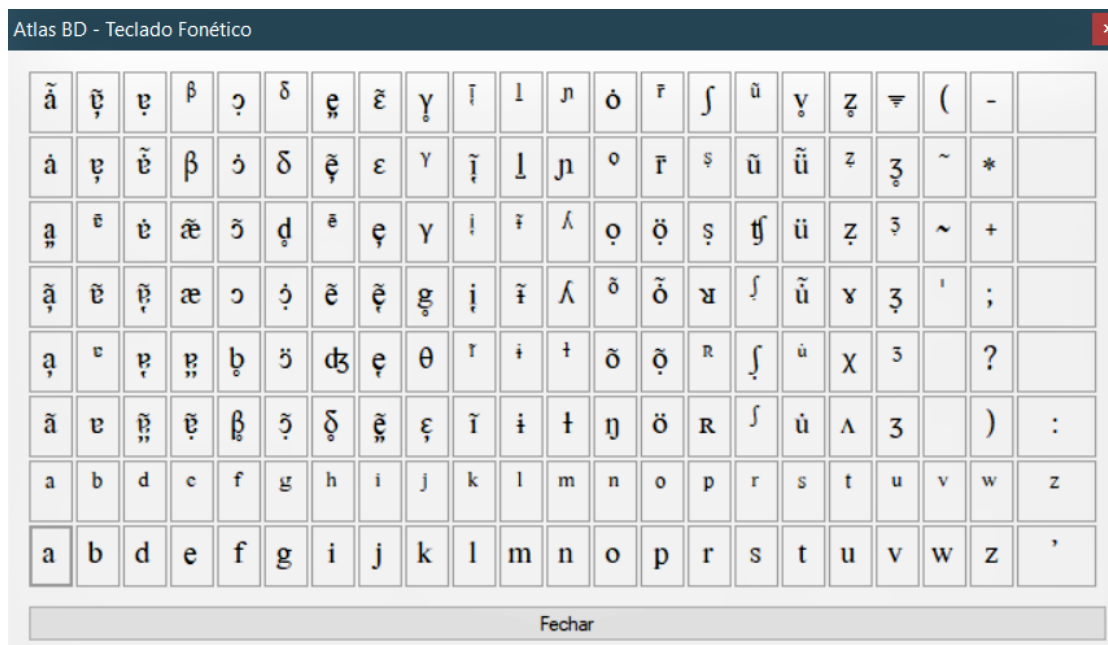 Atlas BD - Teclado Fonético
ȧ̃ ɐ̧̃ ɐ̣ ᵝ ɔ̣ ᵟ e̤ ɛ̃ γ̥ ị̄ l̠ ɲ ȯ r̄ ʃ ũ v̥ z̥ ⌤ ( -
ȧ ɐ̧ ɐ̇̃ β ɔ̇ δ ẽ̦ ɛ ᵞ ĩ̦ l̠ ɲ ọ r̄ ṣ ũ ü̃ ẓ ʒ̥ ˜ *
a̤ ɐ̃ ɐ̇ æ̃ ɔ̃ d̥ ẽ e̦ γ i̦ ɨ̃ ʎ ọ ọ̈ ṣ ʧ ü ẓ ʒ̣ ~ +
ã̦ ɐ̃ ɐ̣̃ æ ɔ ɔ̣̇ ẽ ẽ̦ g̥ i̦ ɨ̃ ʎ õ ȯ̃ ʁ ʃ̣ u̇̃ ɤ ʒ̣ ˈ ;
a̦ ᵄ ɐ̨ ɐ̤ b̥ ɔ̈ ʤ e̜ θ ĩ ᶤ ɫ õ ọ̃ ʀ ʃ̣ u̇ χ ᶾ ?
ã ɐ ɐ̤̃ ɐ̣̃ β̥ ɔ̣̃ δ̥ ẽ̤ ɛ̦ ĩ ɨ ɫ ŋ ö ʀ ᶴ u̇ ʌ ʒ ) :
ᵃ ᵇ ᵈ ᵉ ᶠ ᵍ ʰ ⁱ ʲ ᵏ ˡ ᵐ ⁿ ᵒ ᵖ ʳ ˢ ᵗ ᵘ ᵛ ʷ ᶻ
a b d e f g i j k l m n o p r s t u v w z ’
Fechar